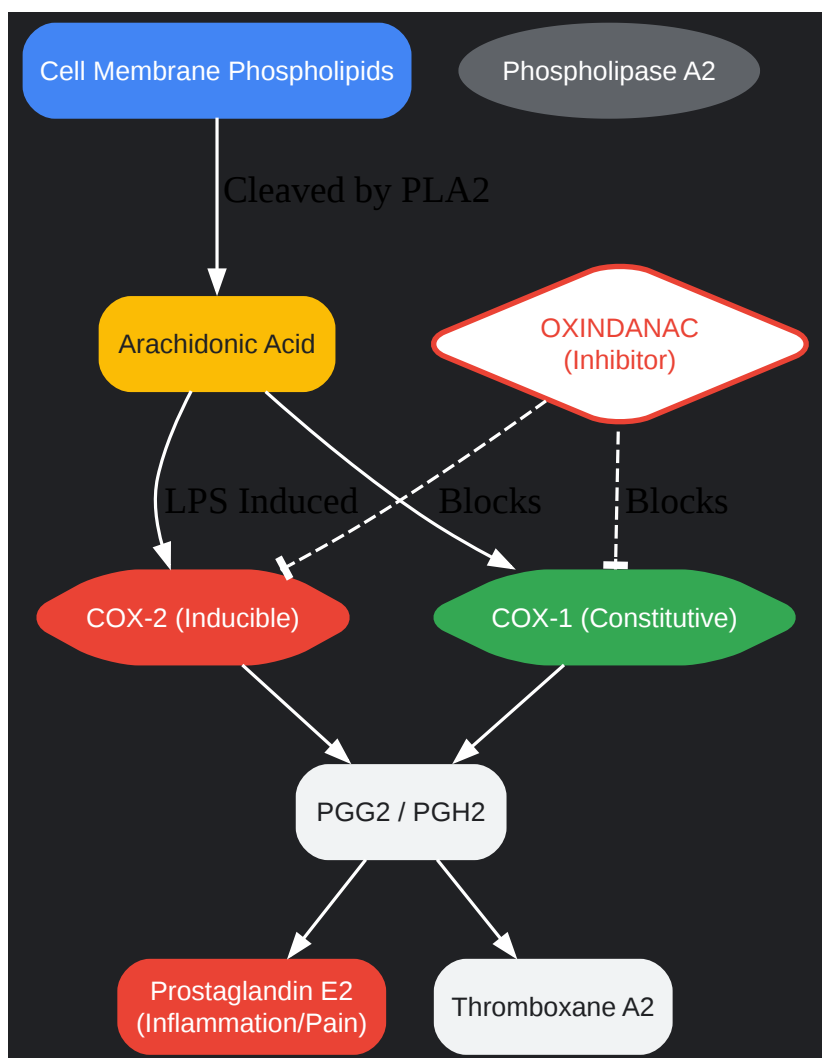 Cell Membrane Phospholipids
Phospholipase A2
Cleaved by PLA2
Arachidonic Acid
OXINDANAC
(Inhibitor)
LPS Induced
Blocks
Blocks
COX-2 (Inducible)
COX-1 (Constitutive)
PGG2 / PGH2
Prostaglandin E2
(Inflammation/Pain)
Thromboxane A2